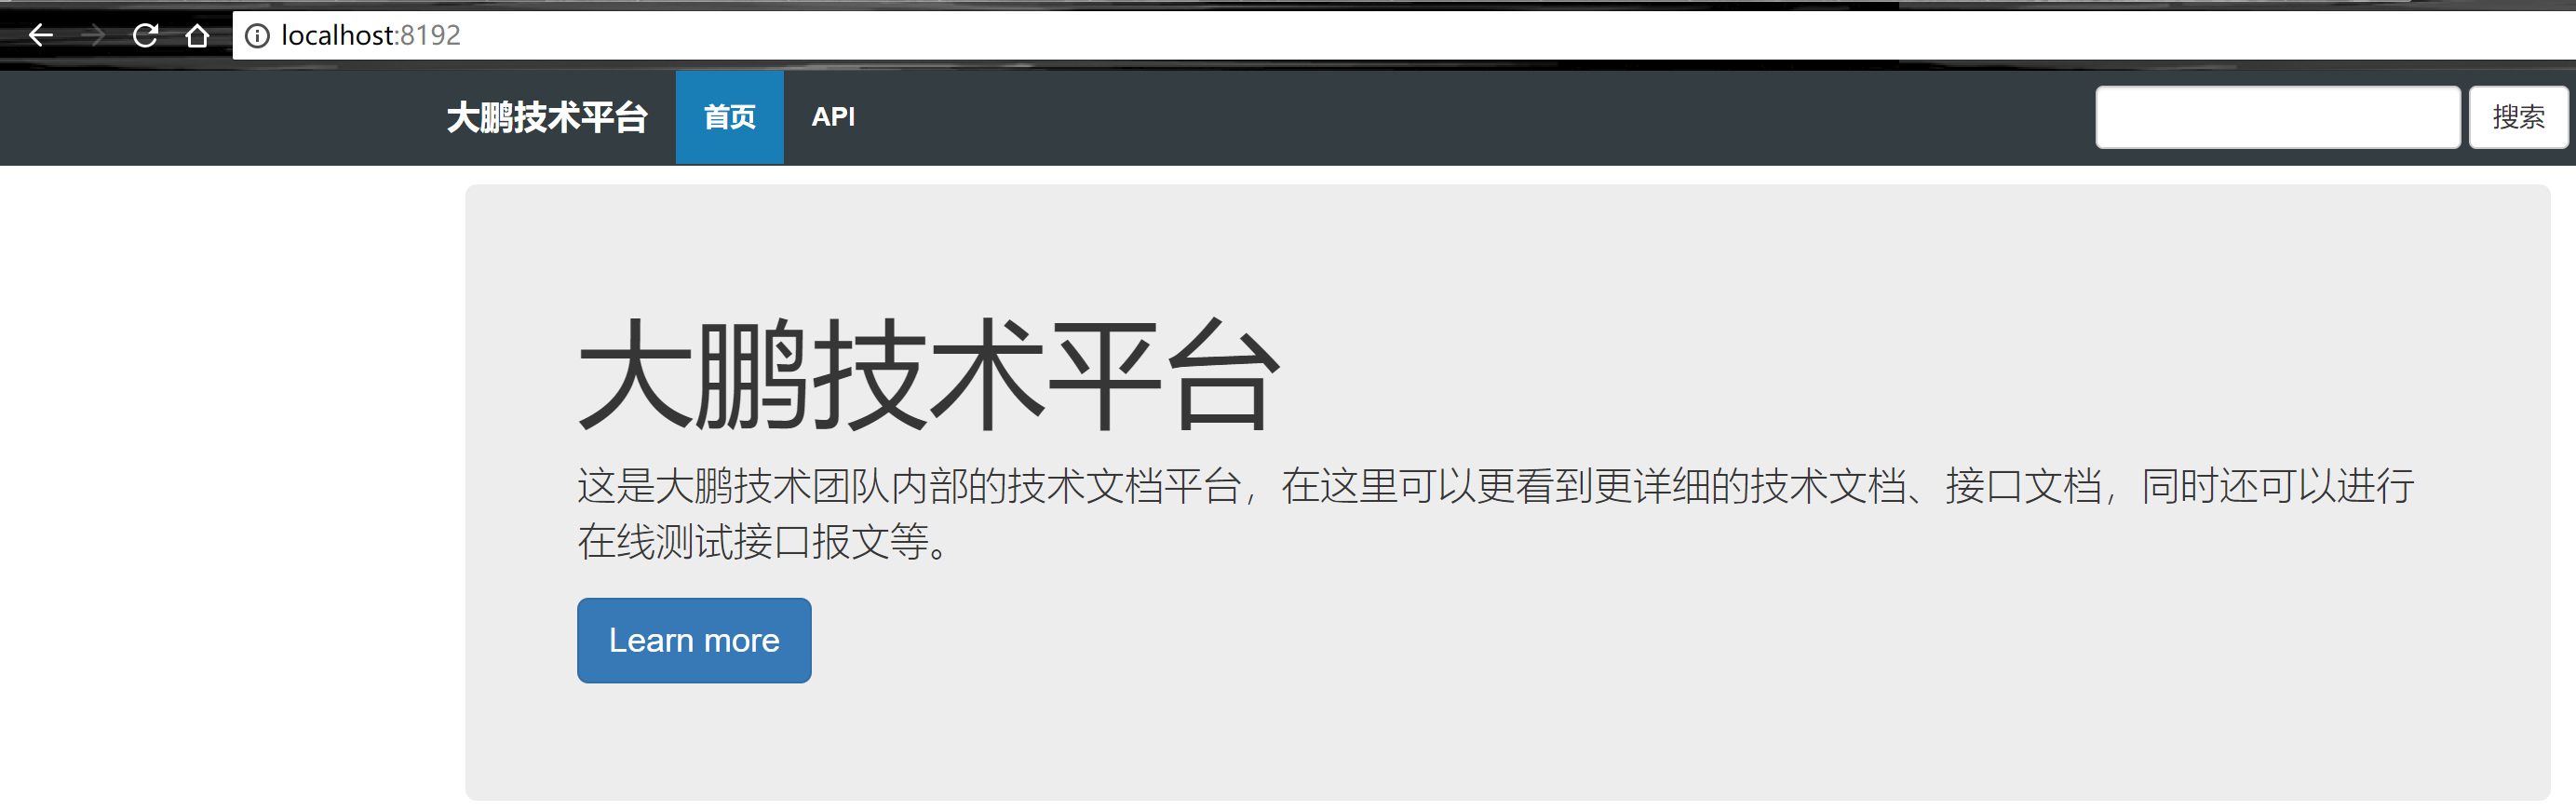 localhost:8192
大鹏技术平台 首页 API 搜索
大鹏技术平台
这是大鹏技术团队内部的技术文档平台，在这里可以更看到更详细的技术文档、接口文档，同时还可以进行
在线测试接口报文等。
Learn more